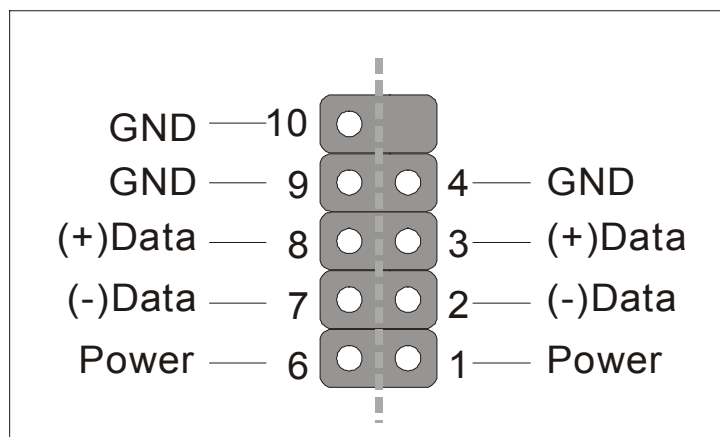 GND 10
GND 9 4 GND
(+)Data 8 3 (+)Data
(-)Data 7 2 (-)Data
Power 6 1 Power